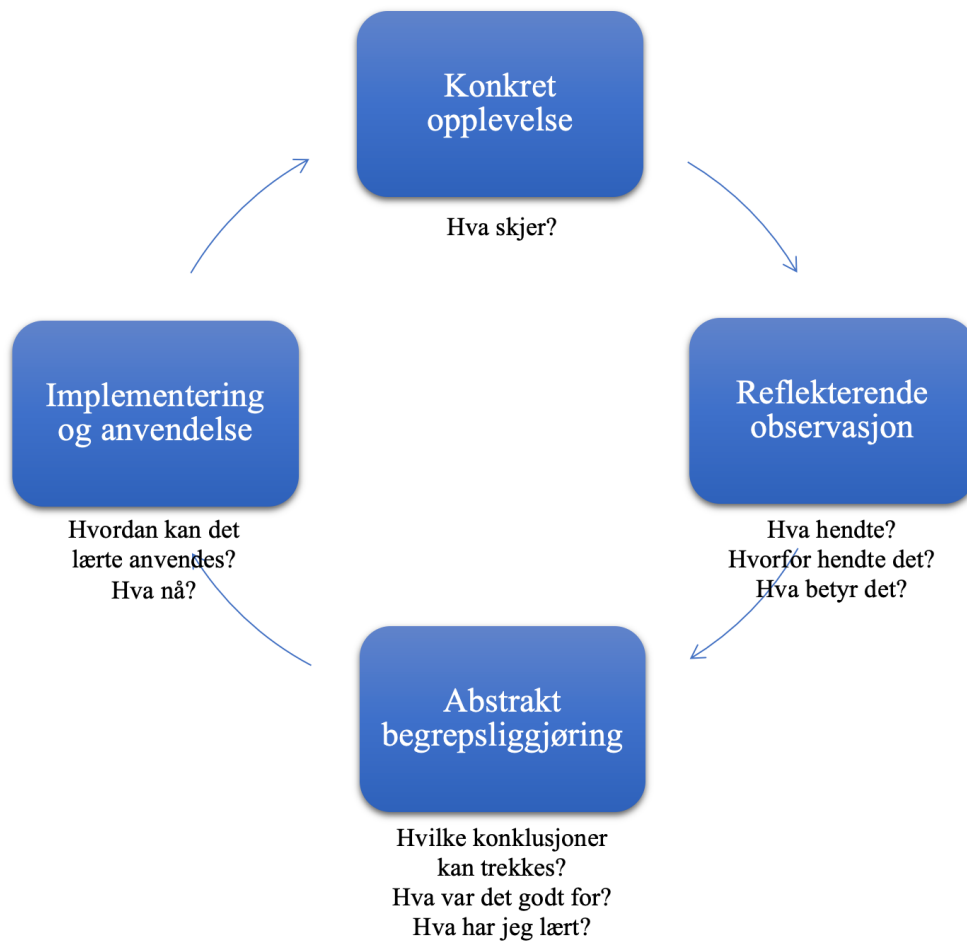 Konkret
opplevelse
Hva skjer?
Reflekterende
observasjon
Hva hendte?
Hvorfor hendte det?
Hva betyr det?
Abstrakt
begrepsliggjøring
Hvilke konklusjoner
kan trekkes?
Hva var det godt for?
Hva har jeg lært?
Implementering
og anvendelse
Hvordan kan det
lærte anvendes?
Hva nå?